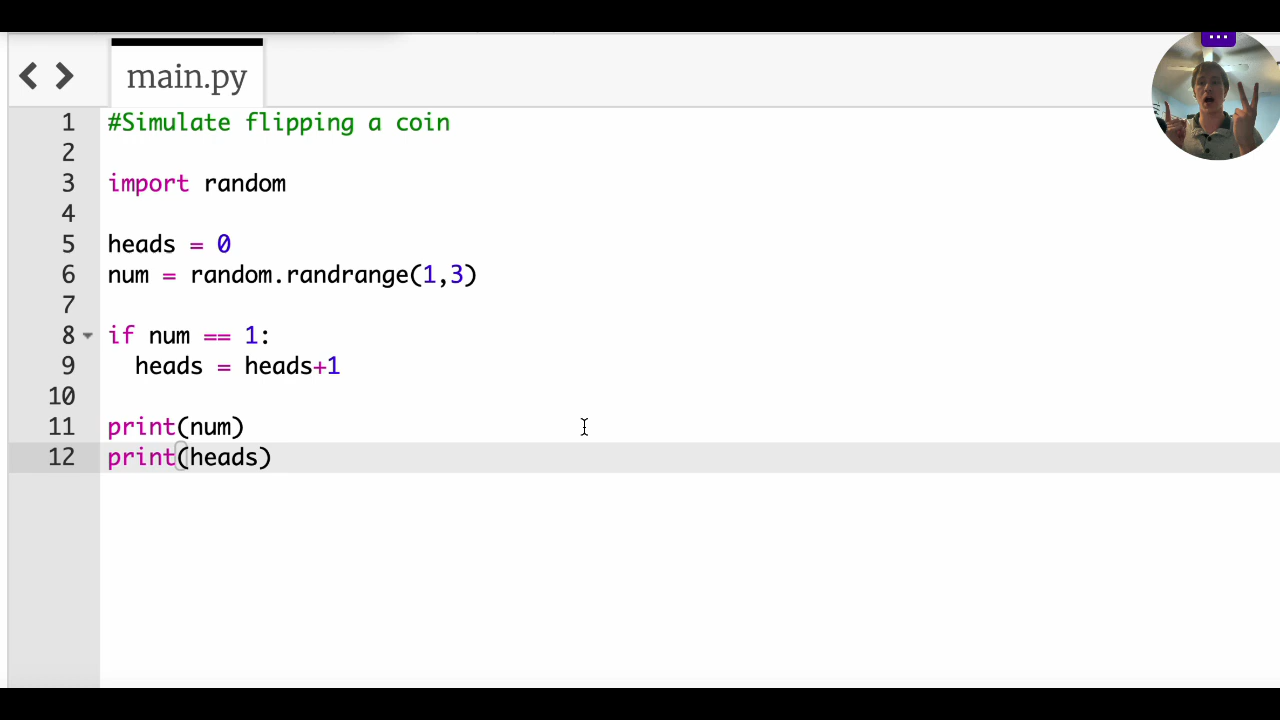 main.py
1 #Simulate flipping a coin
2
3 import random
4
5 heads = 0
6 num = random.randrange(1,3)
7
8 if num == 1:
9   heads = heads+1
10
11 print(num)
12 print(heads)